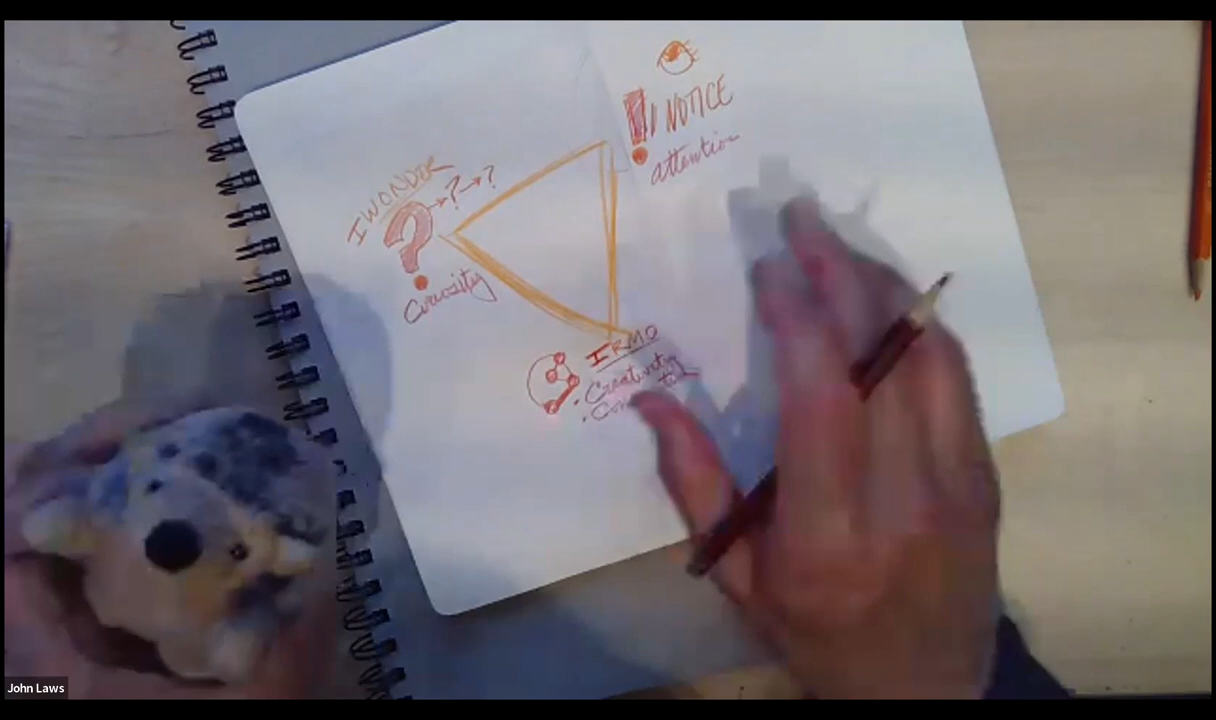 I NOTICE
attention
I WONDER
? → ? → ?
Curiosity
IRMO
• Creativity
John Laws